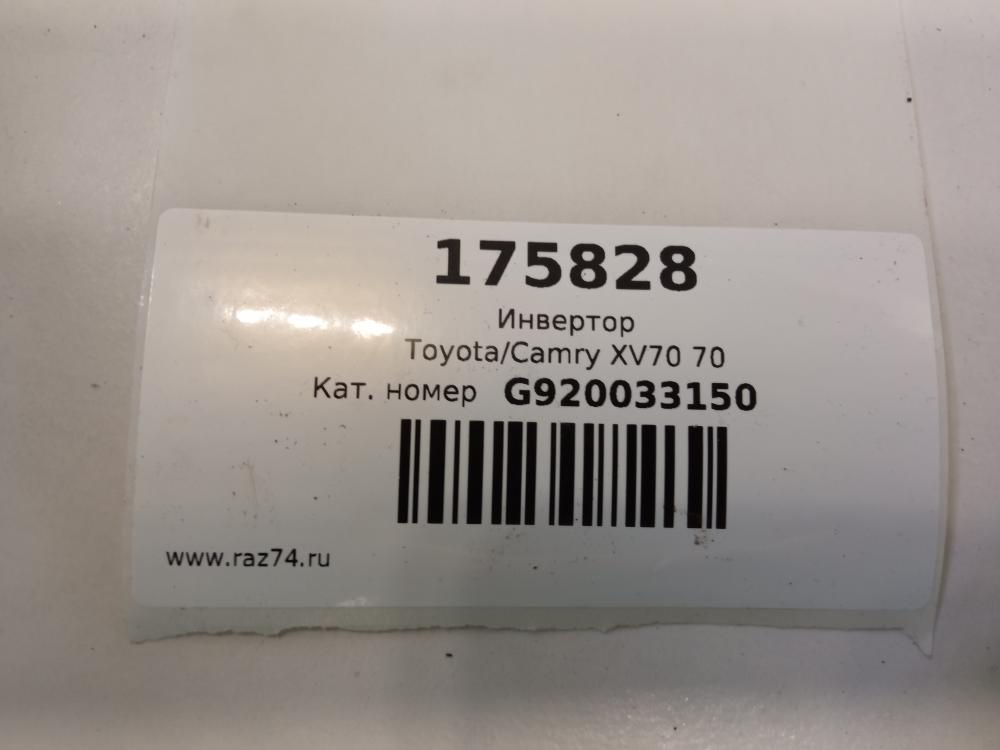 175828
Инвертор
Toyota/Camry XV70 70
Кат. номер G920033150
www.raz74.ru